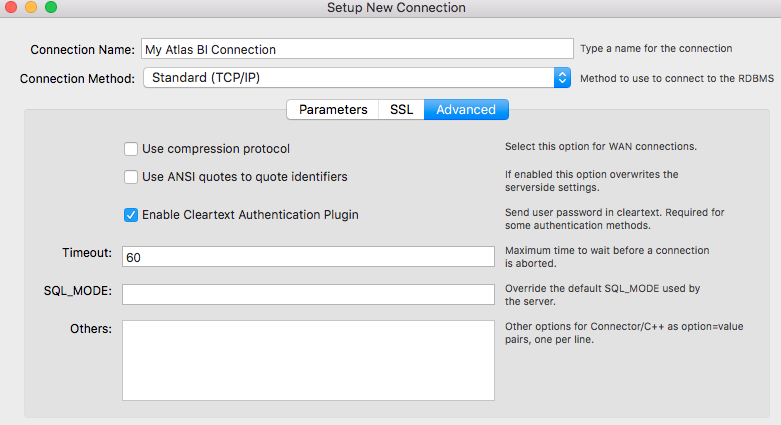 Setup New Connection
Connection Name: My Atlas BI Connection Type a name for the connection
Connection Method: Standard (TCP/IP) Method to use to connect to the RDBMS
Parameters SSL Advanced
Use compression protocol Select this option for WAN connections.
Use ANSI quotes to quote identifiers If enabled this option overwrites the
serverside settings.
Enable Cleartext Authentication Plugin Send user password in cleartext. Required for
some authentication methods.
Timeout: 60 Maximum time to wait before a connection
is aborted.
SQL_MODE: Override the default SQL_MODE used by
the server.
Others: Other options for Connector/C++ as option=value
pairs, one per line.